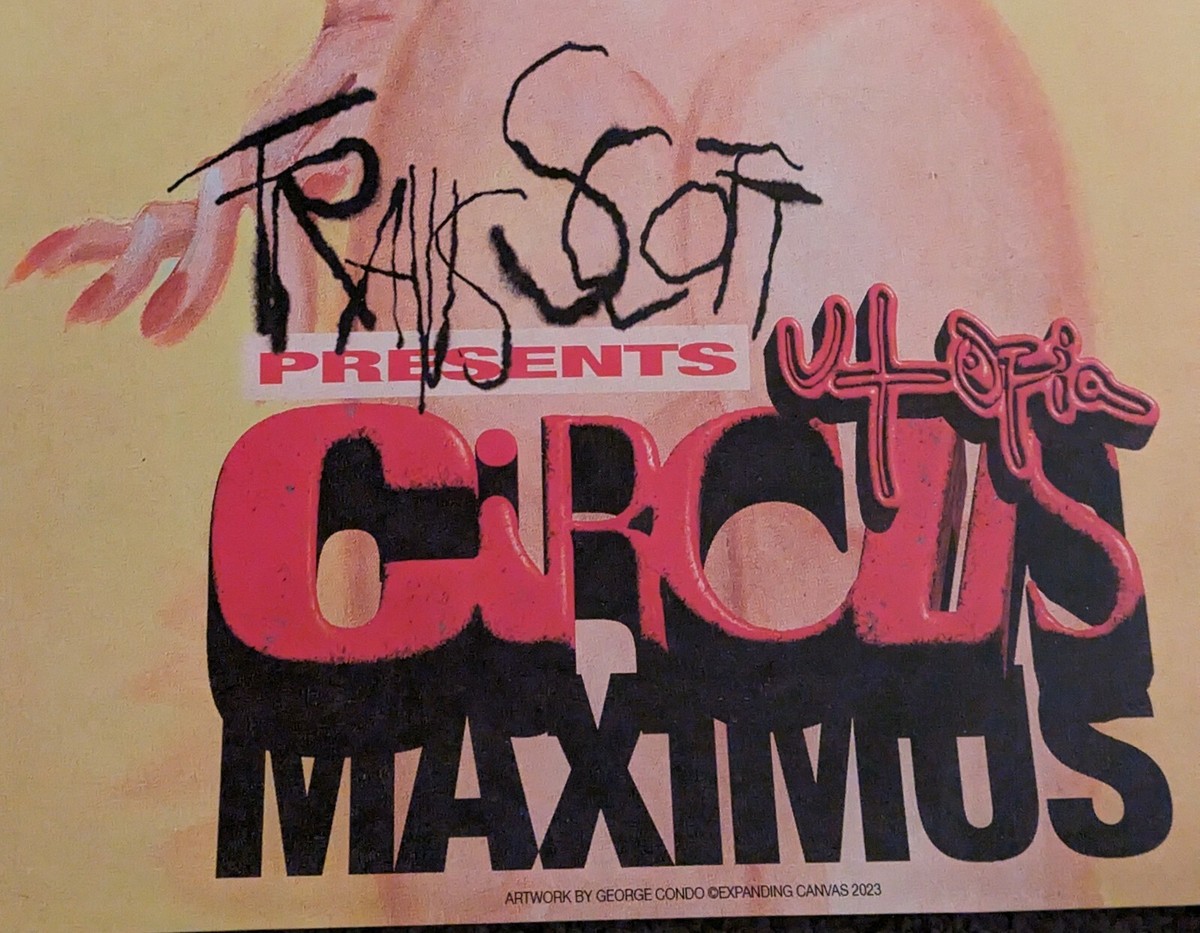 TRAVIS SCOTT
PRESENTS
UTOPiA
CiRCUS
MAXIMUS
ARTWORK BY GEORGE CONDO ©EXPANDING CANVAS 2023